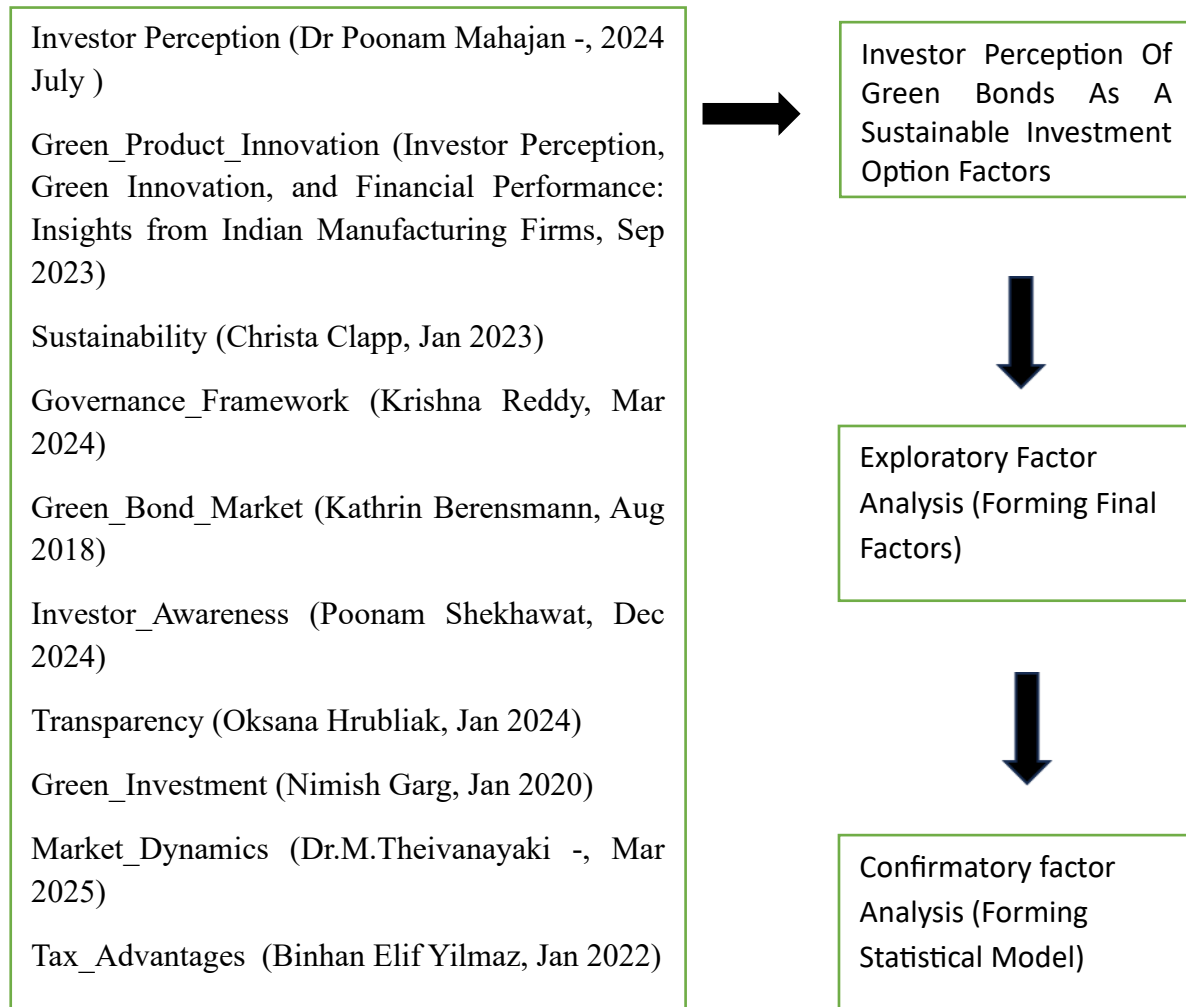 Investor Perception (Dr Poonam Mahajan -, 2024
July )
Green_Product_Innovation (Investor Perception,
Green Innovation, and Financial Performance:
Insights from Indian Manufacturing Firms, Sep
2023)
Sustainability (Christa Clapp, Jan 2023)
Governance_Framework (Krishna Reddy, Mar
2024)
Green_Bond_Market (Kathrin Berensmann, Aug
2018)
Investor_Awareness (Poonam Shekhawat, Dec
2024)
Transparency (Oksana Hrubliak, Jan 2024)
Green_Investment (Nimish Garg, Jan 2020)
Market_Dynamics (Dr.M.Theivanayaki -, Mar
2025)
Tax_Advantages (Binhan Elif Yilmaz, Jan 2022)
Investor Perception Of
Green Bonds As A
Sustainable Investment
Option Factors
Exploratory Factor
Analysis (Forming Final
Factors)
Confirmatory factor
Analysis (Forming
Statistical Model)